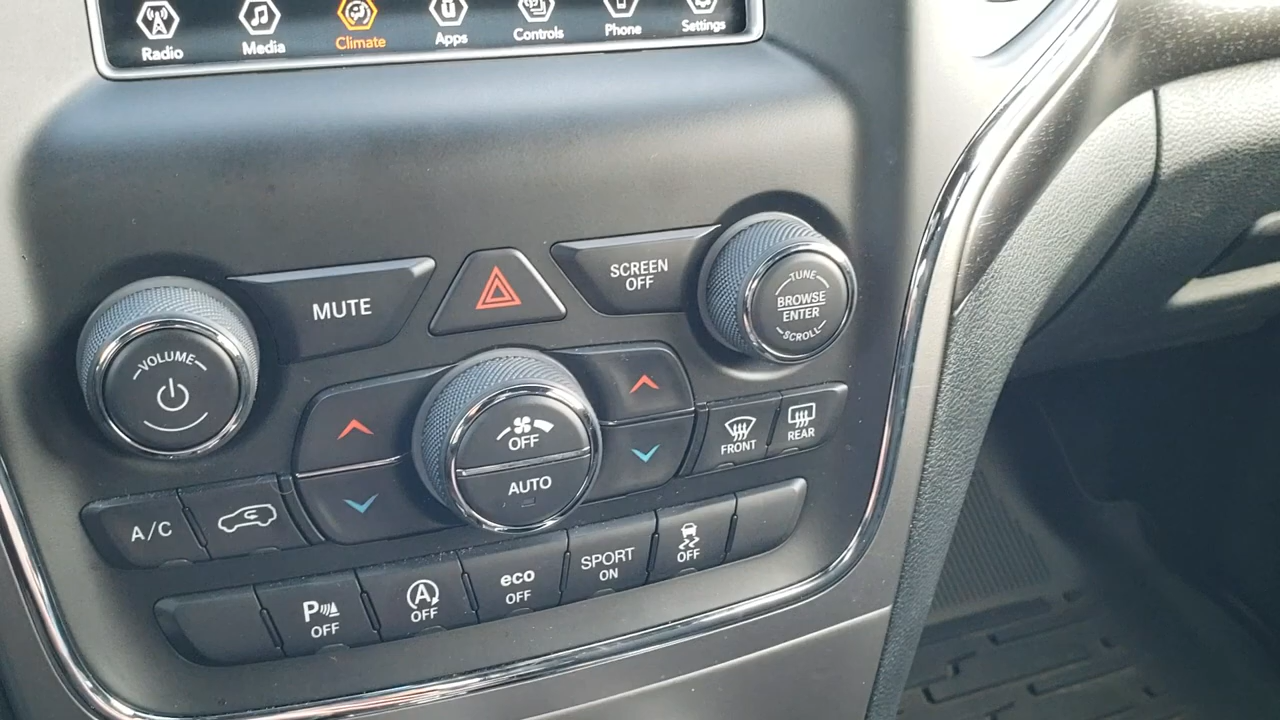 Radio
Media
Climate
Apps
Controls
Phone
Settings
MUTE
SCREEN
OFF
TUNE
BROWSE
ENTER
SCROLL
VOLUME
OFF
AUTO
FRONT
REAR
A/C
P
OFF
A
OFF
eco
OFF
SPORT
ON
OFF